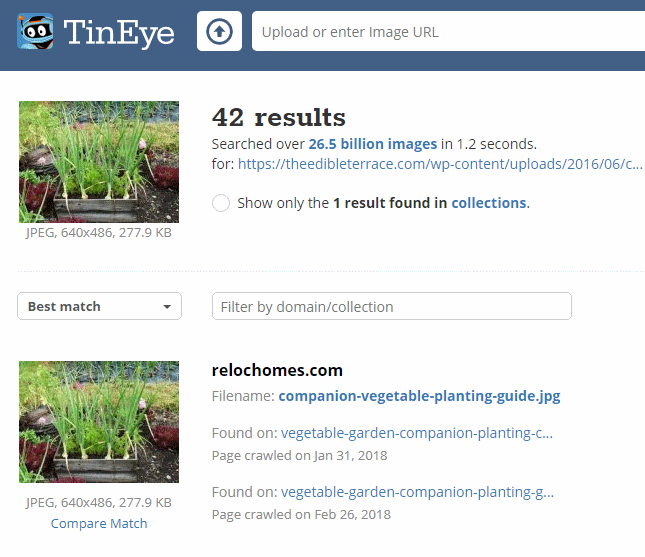 TinEye
Upload or enter Image URL
42 results
Searched over 26.5 billion images in 1.2 seconds.
for: https://theedibleterrace.com/wp-content/uploads/2016/06/c...
Show only the 1 result found in collections.
JPEG, 640x486, 277.9 KB
Best match
Filter by domain/collection
relochomes.com
Filename: companion-vegetable-planting-guide.jpg
Found on: vegetable-garden-companion-planting-c...
Page crawled on Jan 31, 2018
Found on: vegetable-garden-companion-planting-g...
Page crawled on Feb 26, 2018
JPEG, 640x486, 277.9 KB
Compare Match